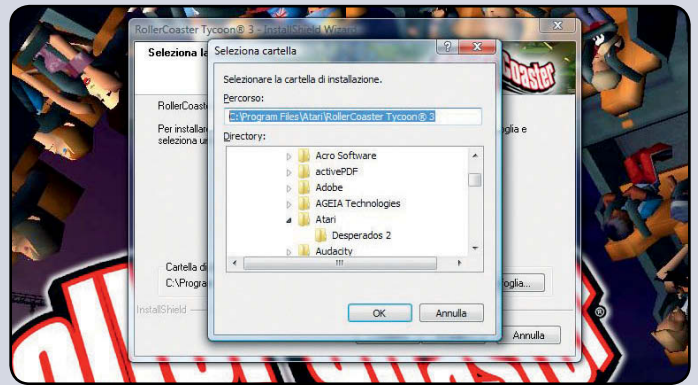 RollerCoaster Tycoon® 3 - InstallShield Wizard
Seleziona la
Seleziona cartella
Selezionare la cartella di installazione.
Percorso:
C:\Program Files\Atari\RollerCoaster Tycoon® 3
Directory:
Acro Software
activePDF
Adobe
AGEIA Technologies
Atari
Desperados 2
Audacity
OK
Annulla
RollerCoast
Per installar
seleziona un
oglia e
Cartella di
C:\Progra
oglia...
InstallShield
Annulla